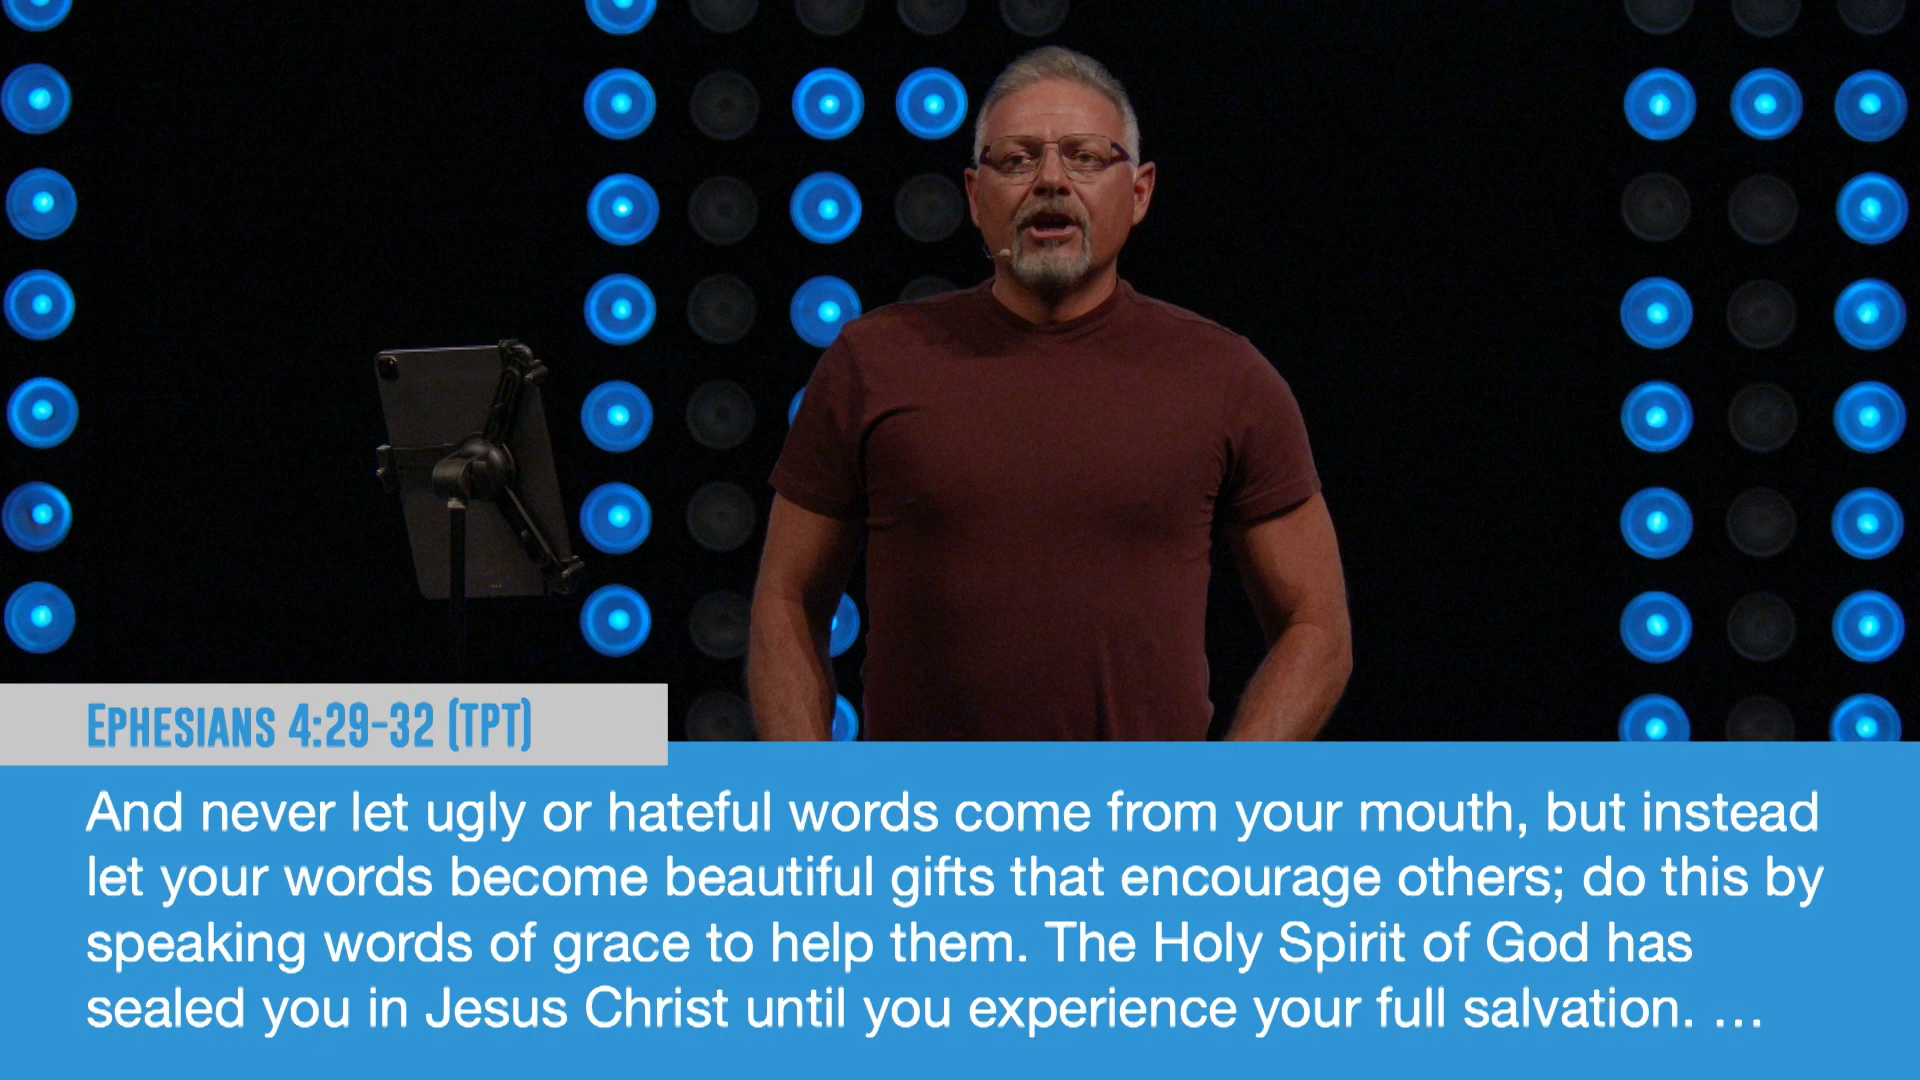 Ephesians 4:29-32 (TPT)
And never let ugly or hateful words come from your mouth, but instead
let your words become beautiful gifts that encourage others; do this by
speaking words of grace to help them. The Holy Spirit of God has
sealed you in Jesus Christ until you experience your full salvation. …